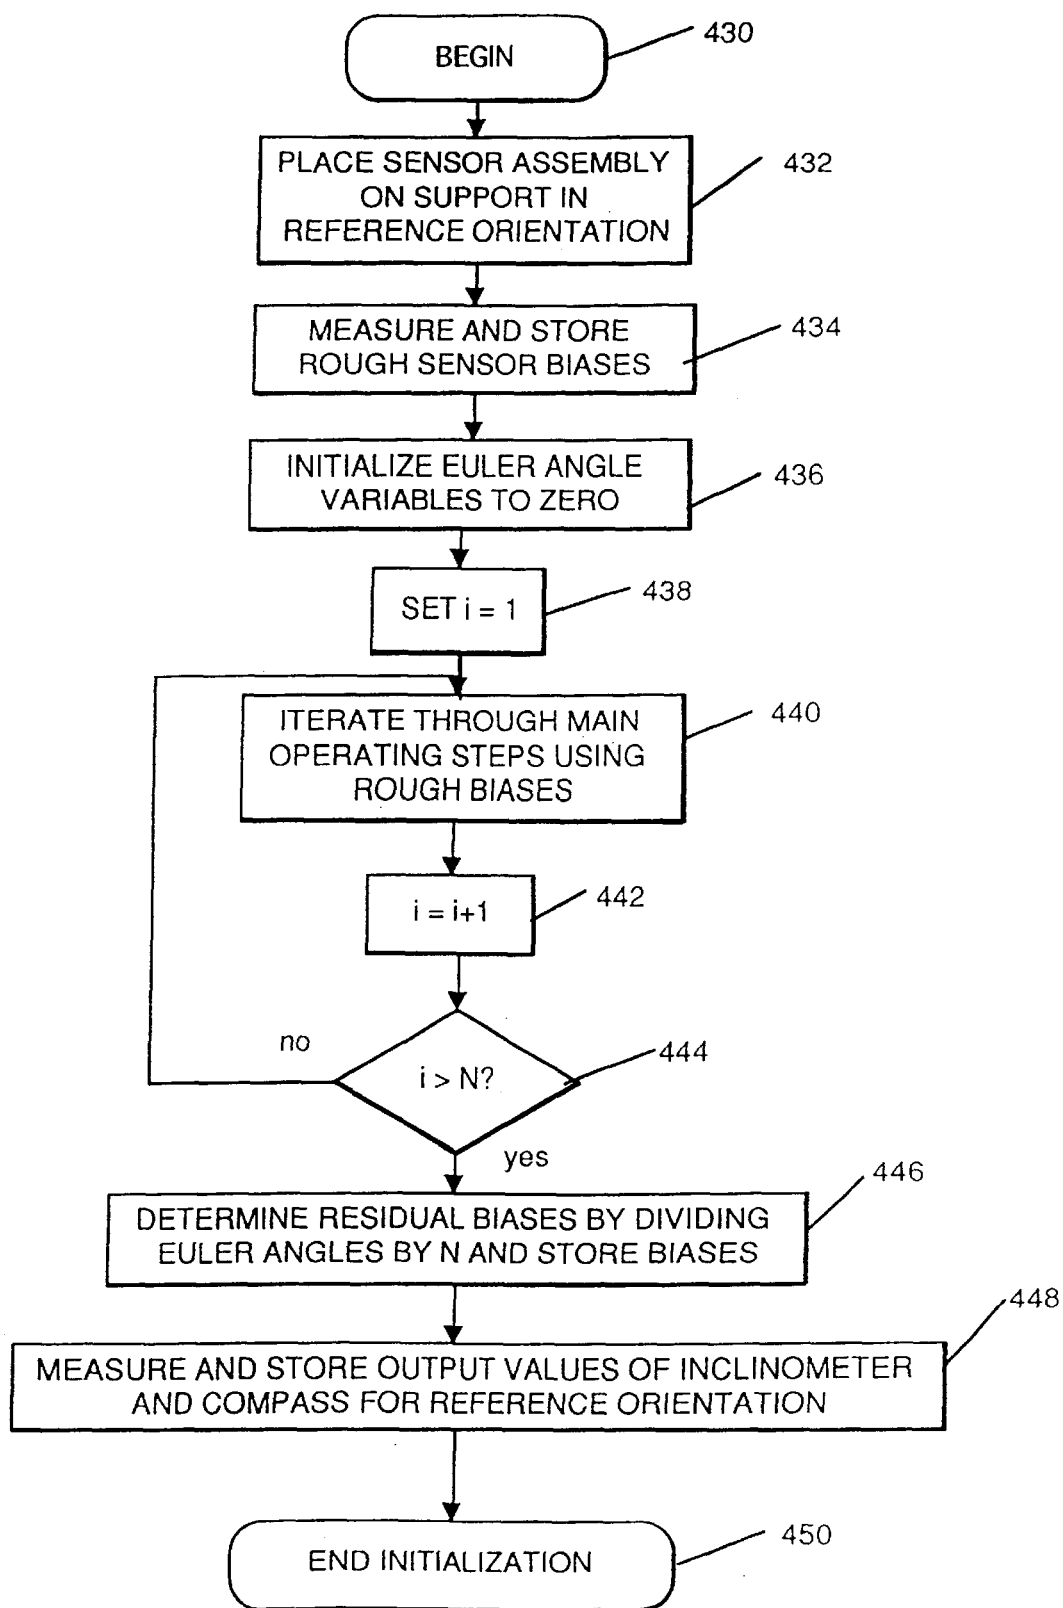 BEGIN
430
PLACE SENSOR ASSEMBLY
ON SUPPORT IN
REFERENCE ORIENTATION
432
MEASURE AND STORE
ROUGH SENSOR BIASES
434
INITIALIZE EULER ANGLE
VARIABLES TO ZERO
436
SET i = 1
438
ITERATE THROUGH MAIN
OPERATING STEPS USING
ROUGH BIASES
440
i = i+1
442
no
i > N?
444
yes
446
DETERMINE RESIDUAL BIASES BY DIVIDING
EULER ANGLES BY N AND STORE BIASES
448
MEASURE AND STORE OUTPUT VALUES OF INCLINOMETER
AND COMPASS FOR REFERENCE ORIENTATION
END INITIALIZATION
450